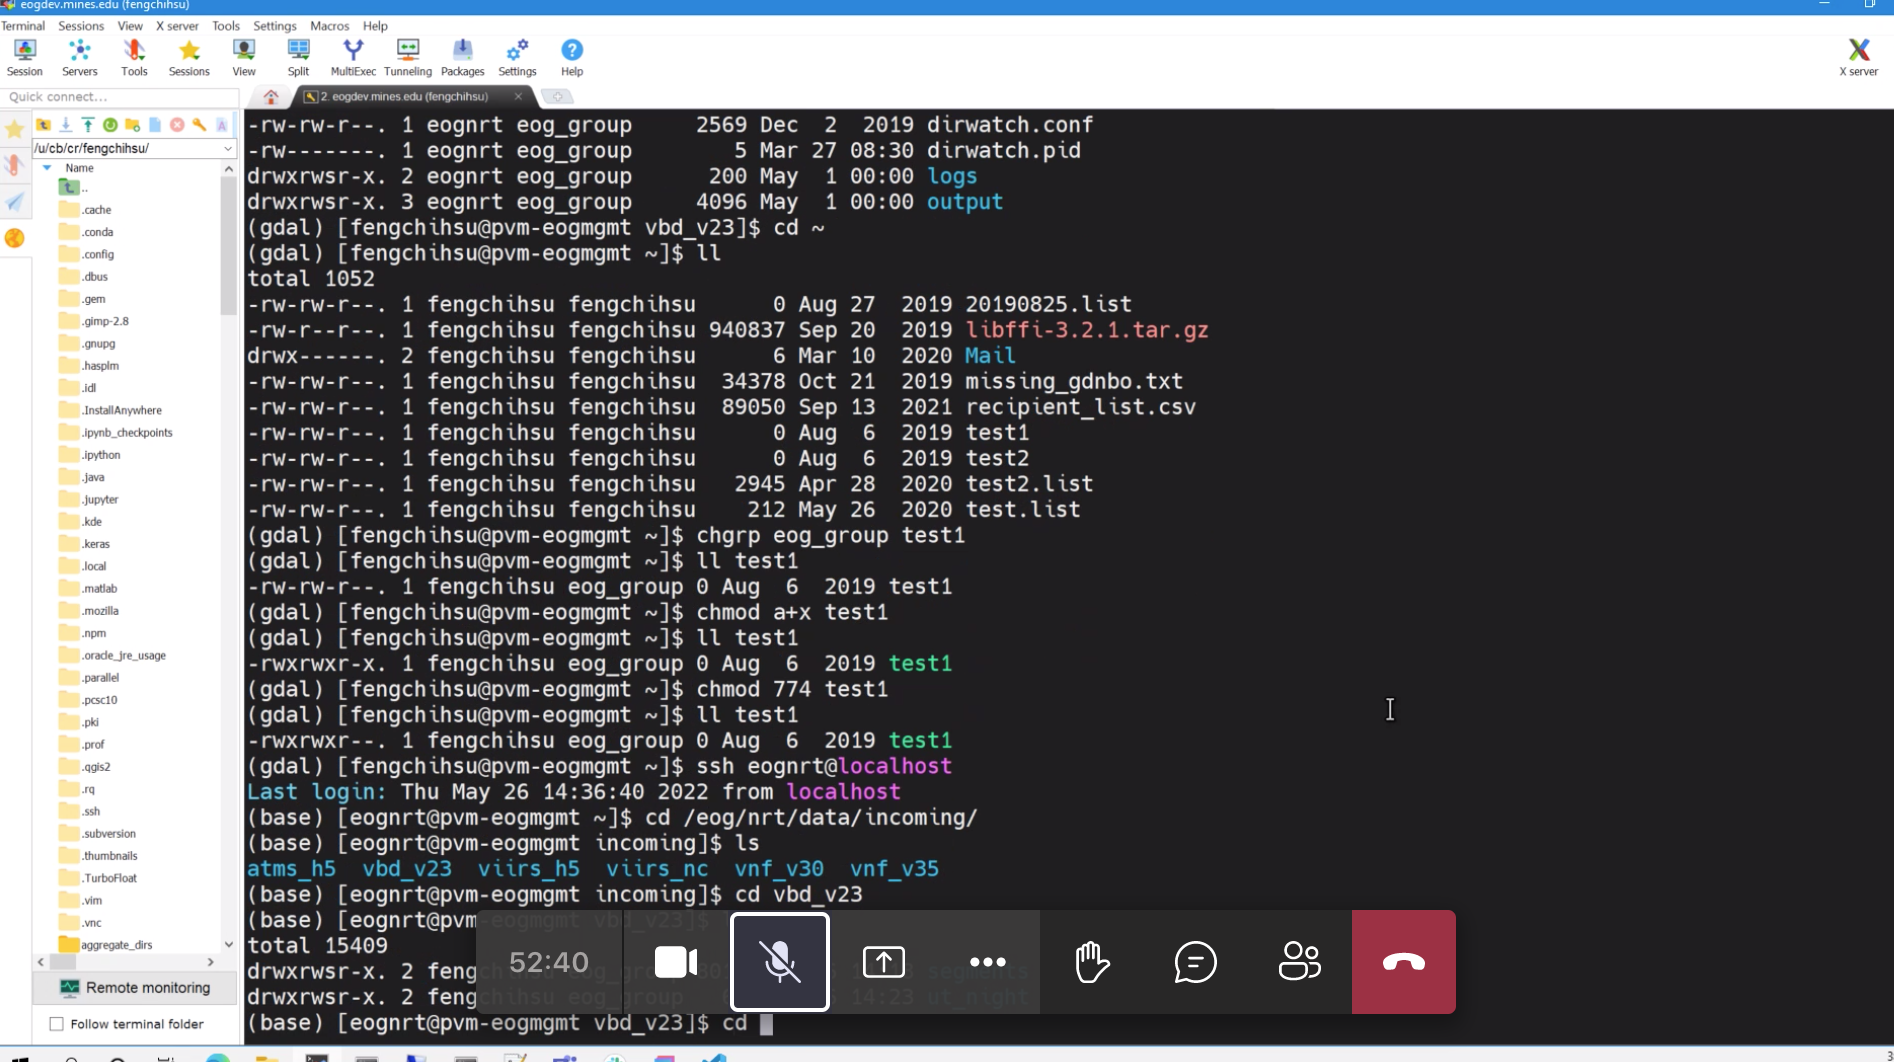 eogdev.mines.edu (fengchihsu)
Terminal Sessions View X server Tools Settings Macros Help
Session Servers Tools Sessions View Split MultiExec Tunneling Packages Settings Help X server
Quick connect...
2. eogdev.mines.edu (fengchihsu)
/u/cb/cr/fengchihsu/
Name
..
.cache
.conda
.config
.dbus
.gem
.gimp-2.8
.gnupg
.hasplm
.idl
.InstallAnywhere
.ipynb_checkpoints
.ipython
.java
.jupyter
.kde
.keras
.local
.matlab
.mozilla
.npm
.oracle_jre_usage
.parallel
.pcsc10
.pki
.prof
.qgis2
.rq
.ssh
.subversion
.thumbnails
.TurboFloat
.vim
.vnc
aggregate_dirs
Remote monitoring
Follow terminal folder
-rw-rw-r--. 1 eognrt eog_group 2569 Dec 2 2019 dirwatch.conf
-rw-------. 1 eognrt eog_group 5 Mar 27 08:30 dirwatch.pid
drwxrwsr-x. 2 eognrt eog_group 200 May 1 00:00 logs
drwxrwsr-x. 3 eognrt eog_group 4096 May 1 00:00 output
(gdal) [fengchihsu@pvm-eogmgmt vbd_v23]$ cd ~
(gdal) [fengchihsu@pvm-eogmgmt ~]$ ll
total 1052
-rw-rw-r--. 1 fengchihsu fengchihsu 0 Aug 27 2019 20190825.list
-rw-r--r--. 1 fengchihsu fengchihsu 940837 Sep 20 2019 libffi-3.2.1.tar.gz
drwx------. 2 fengchihsu fengchihsu 6 Mar 10 2020 Mail
-rw-rw-r--. 1 fengchihsu fengchihsu 34378 Oct 21 2019 missing_gdnbo.txt
-rw-rw-r--. 1 fengchihsu fengchihsu 89050 Sep 13 2021 recipient_list.csv
-rw-rw-r--. 1 fengchihsu fengchihsu 0 Aug 6 2019 test1
-rw-rw-r--. 1 fengchihsu fengchihsu 0 Aug 6 2019 test2
-rw-rw-r--. 1 fengchihsu fengchihsu 2945 Apr 28 2020 test2.list
-rw-rw-r--. 1 fengchihsu fengchihsu 212 May 26 2020 test.list
(gdal) [fengchihsu@pvm-eogmgmt ~]$ chgrp eog_group test1
(gdal) [fengchihsu@pvm-eogmgmt ~]$ ll test1
-rw-rw-r--. 1 fengchihsu eog_group 0 Aug 6 2019 test1
(gdal) [fengchihsu@pvm-eogmgmt ~]$ chmod a+x test1
(gdal) [fengchihsu@pvm-eogmgmt ~]$ ll test1
-rwxrwxr-x. 1 fengchihsu eog_group 0 Aug 6 2019 test1
(gdal) [fengchihsu@pvm-eogmgmt ~]$ chmod 774 test1
(gdal) [fengchihsu@pvm-eogmgmt ~]$ ll test1
-rwxrwxr--. 1 fengchihsu eog_group 0 Aug 6 2019 test1
(gdal) [fengchihsu@pvm-eogmgmt ~]$ ssh eognrt@localhost
Last login: Thu May 26 14:36:40 2022 from localhost
(base) [eognrt@pvm-eogmgmt ~]$ cd /eog/nrt/data/incoming/
(base) [eognrt@pvm-eogmgmt incoming]$ ls
atms_h5 vbd_v23 viirs_h5 viirs_nc vnf_v30 vnf_v35
(base) [eognrt@pvm-eogmgmt incoming]$ cd vbd_v23
(base) [eognrt@pvm-eogmgmt vbd_v23]$
total 15409
drwxrwsr-x. 2 segments
drwxrwsr-x. 2 14:23 ut_night
(base) [eognrt@pvm-eogmgmt vbd_v23]$ cd
52:40